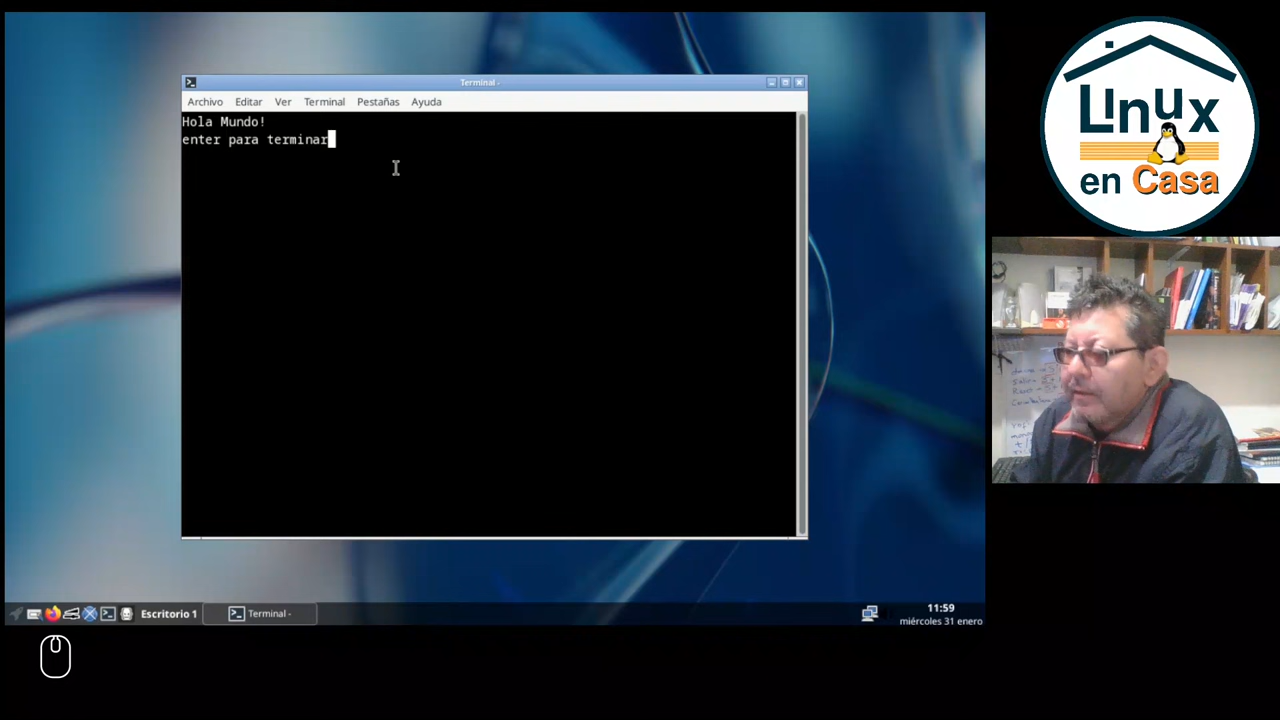 Terminal -
Archivo Editar Ver Terminal Pestañas Ayuda
Hola Mundo!
enter para terminar
Escritorio 1
Terminal -
11:59
miércoles 31 enero
Linux
en Casa